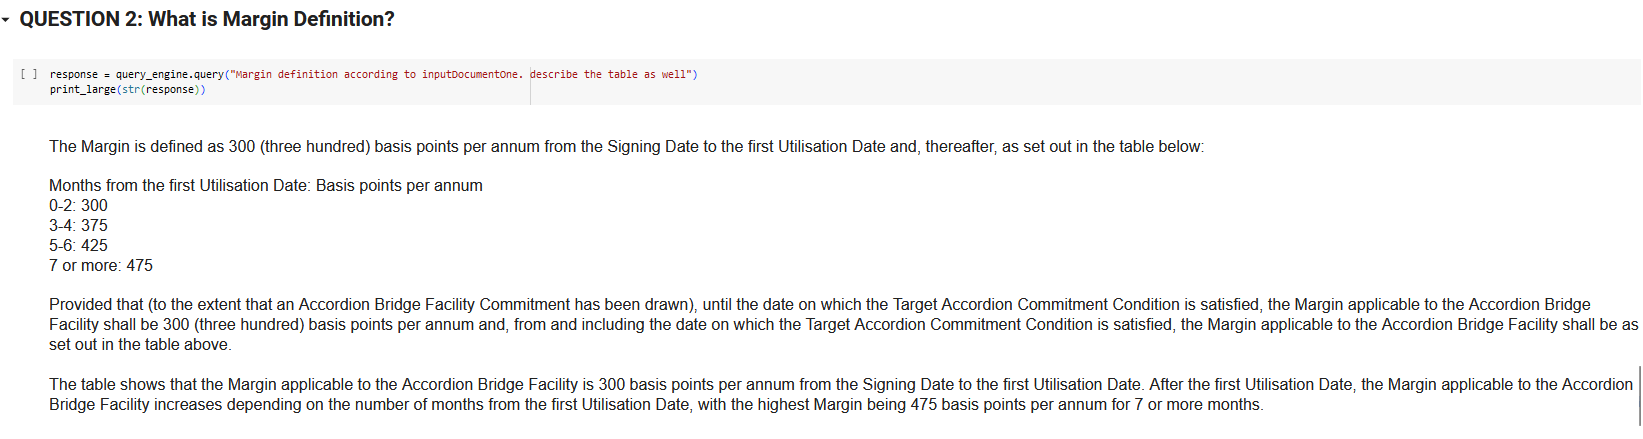 QUESTION 2: What is Margin Definition?
[ ] response = query_engine.query("Margin definition according to inputDocumentOne. describe the table as well")
print_large(str(response))
The Margin is defined as 300 (three hundred) basis points per annum from the Signing Date to the first Utilisation Date and, thereafter, as set out in the table below:
Months from the first Utilisation Date: Basis points per annum
0-2: 300
3-4: 375
5-6: 425
7 or more: 475
Provided that (to the extent that an Accordion Bridge Facility Commitment has been drawn), until the date on which the Target Accordion Commitment Condition is satisfied, the Margin applicable to the Accordion Bridge
Facility shall be 300 (three hundred) basis points per annum and, from and including the date on which the Target Accordion Commitment Condition is satisfied, the Margin applicable to the Accordion Bridge Facility shall be as
set out in the table above.
The table shows that the Margin applicable to the Accordion Bridge Facility is 300 basis points per annum from the Signing Date to the first Utilisation Date. After the first Utilisation Date, the Margin applicable to the Accordion
Bridge Facility increases depending on the number of months from the first Utilisation Date, with the highest Margin being 475 basis points per annum for 7 or more months.